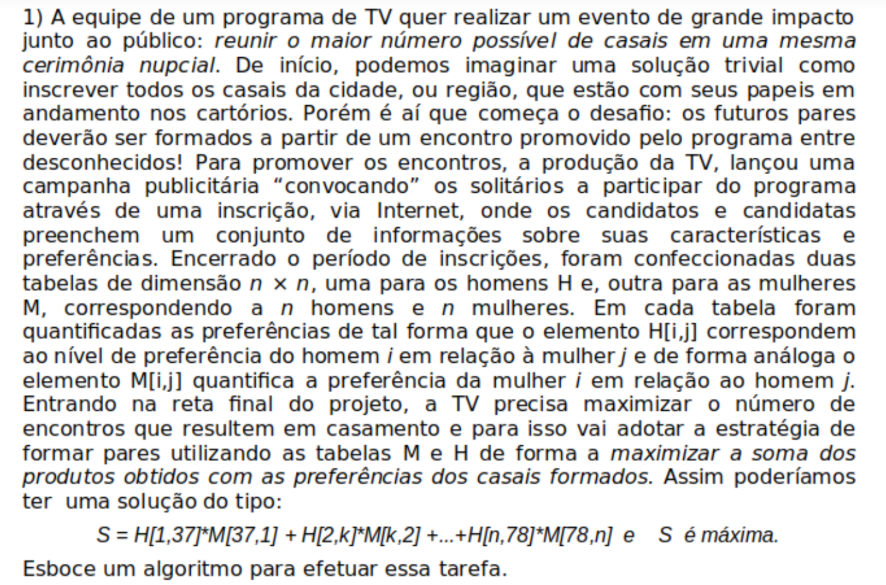 1) A equipe de um programa de TV quer realizar um evento de grande impacto
junto ao público: reunir o maior número possível de casais em uma mesma
cerimônia nupcial. De início, podemos imaginar uma solução trivial como
inscrever todos os casais da cidade, ou região, que estão com seus papeis em
andamento nos cartórios. Porém é aí que começa o desafio: os futuros pares
deverão ser formados a partir de um encontro promovido pelo programa entre
desconhecidos! Para promover os encontros, a produção da TV, lançou uma
campanha publicitária “convocando” os solitários a participar do programa
através de uma inscrição, via Internet, onde os candidatos e candidatas
preenchem um conjunto de informações sobre suas características e
preferências. Encerrado o período de inscrições, foram confeccionadas duas
tabelas de dimensão n × n, uma para os homens H e, outra para as mulheres
M, correspondendo a n homens e n mulheres. Em cada tabela foram
quantificadas as preferências de tal forma que o elemento H[i,j] correspondem
ao nível de preferência do homem i em relação à mulher j e de forma análoga o
elemento M[i,j] quantifica a preferência da mulher i em relação ao homem j.
Entrando na reta final do projeto, a TV precisa maximizar o número de
encontros que resultem em casamento e para isso vai adotar a estratégia de
formar pares utilizando as tabelas M e H de forma a maximizar a soma dos
produtos obtidos com as preferências dos casais formados. Assim poderíamos
ter uma solução do tipo:
S = H[1,37]*M[37,1] + H[2,k]*M[k,2] +...+H[n,78]*M[78,n] e S é máxima.
Esboce um algoritmo para efetuar essa tarefa.